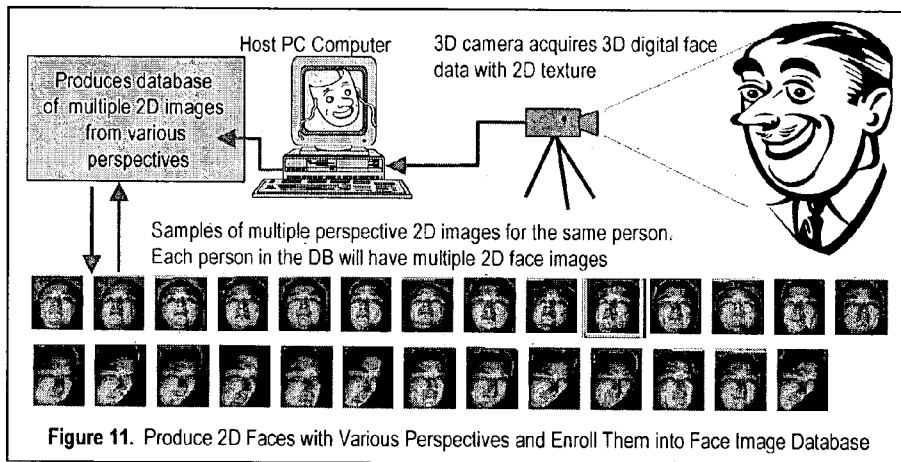 Host PC Computer
3D camera acquires 3D digital face
data with 2D texture
Produces database
of multiple 2D images
from various
perspectives
Samples of multiple perspective 2D images for the same person.
Each person in the DB will have multiple 2D face images
Figure 11. Produce 2D Faces with Various Perspectives and Enroll Them into Face Image Database